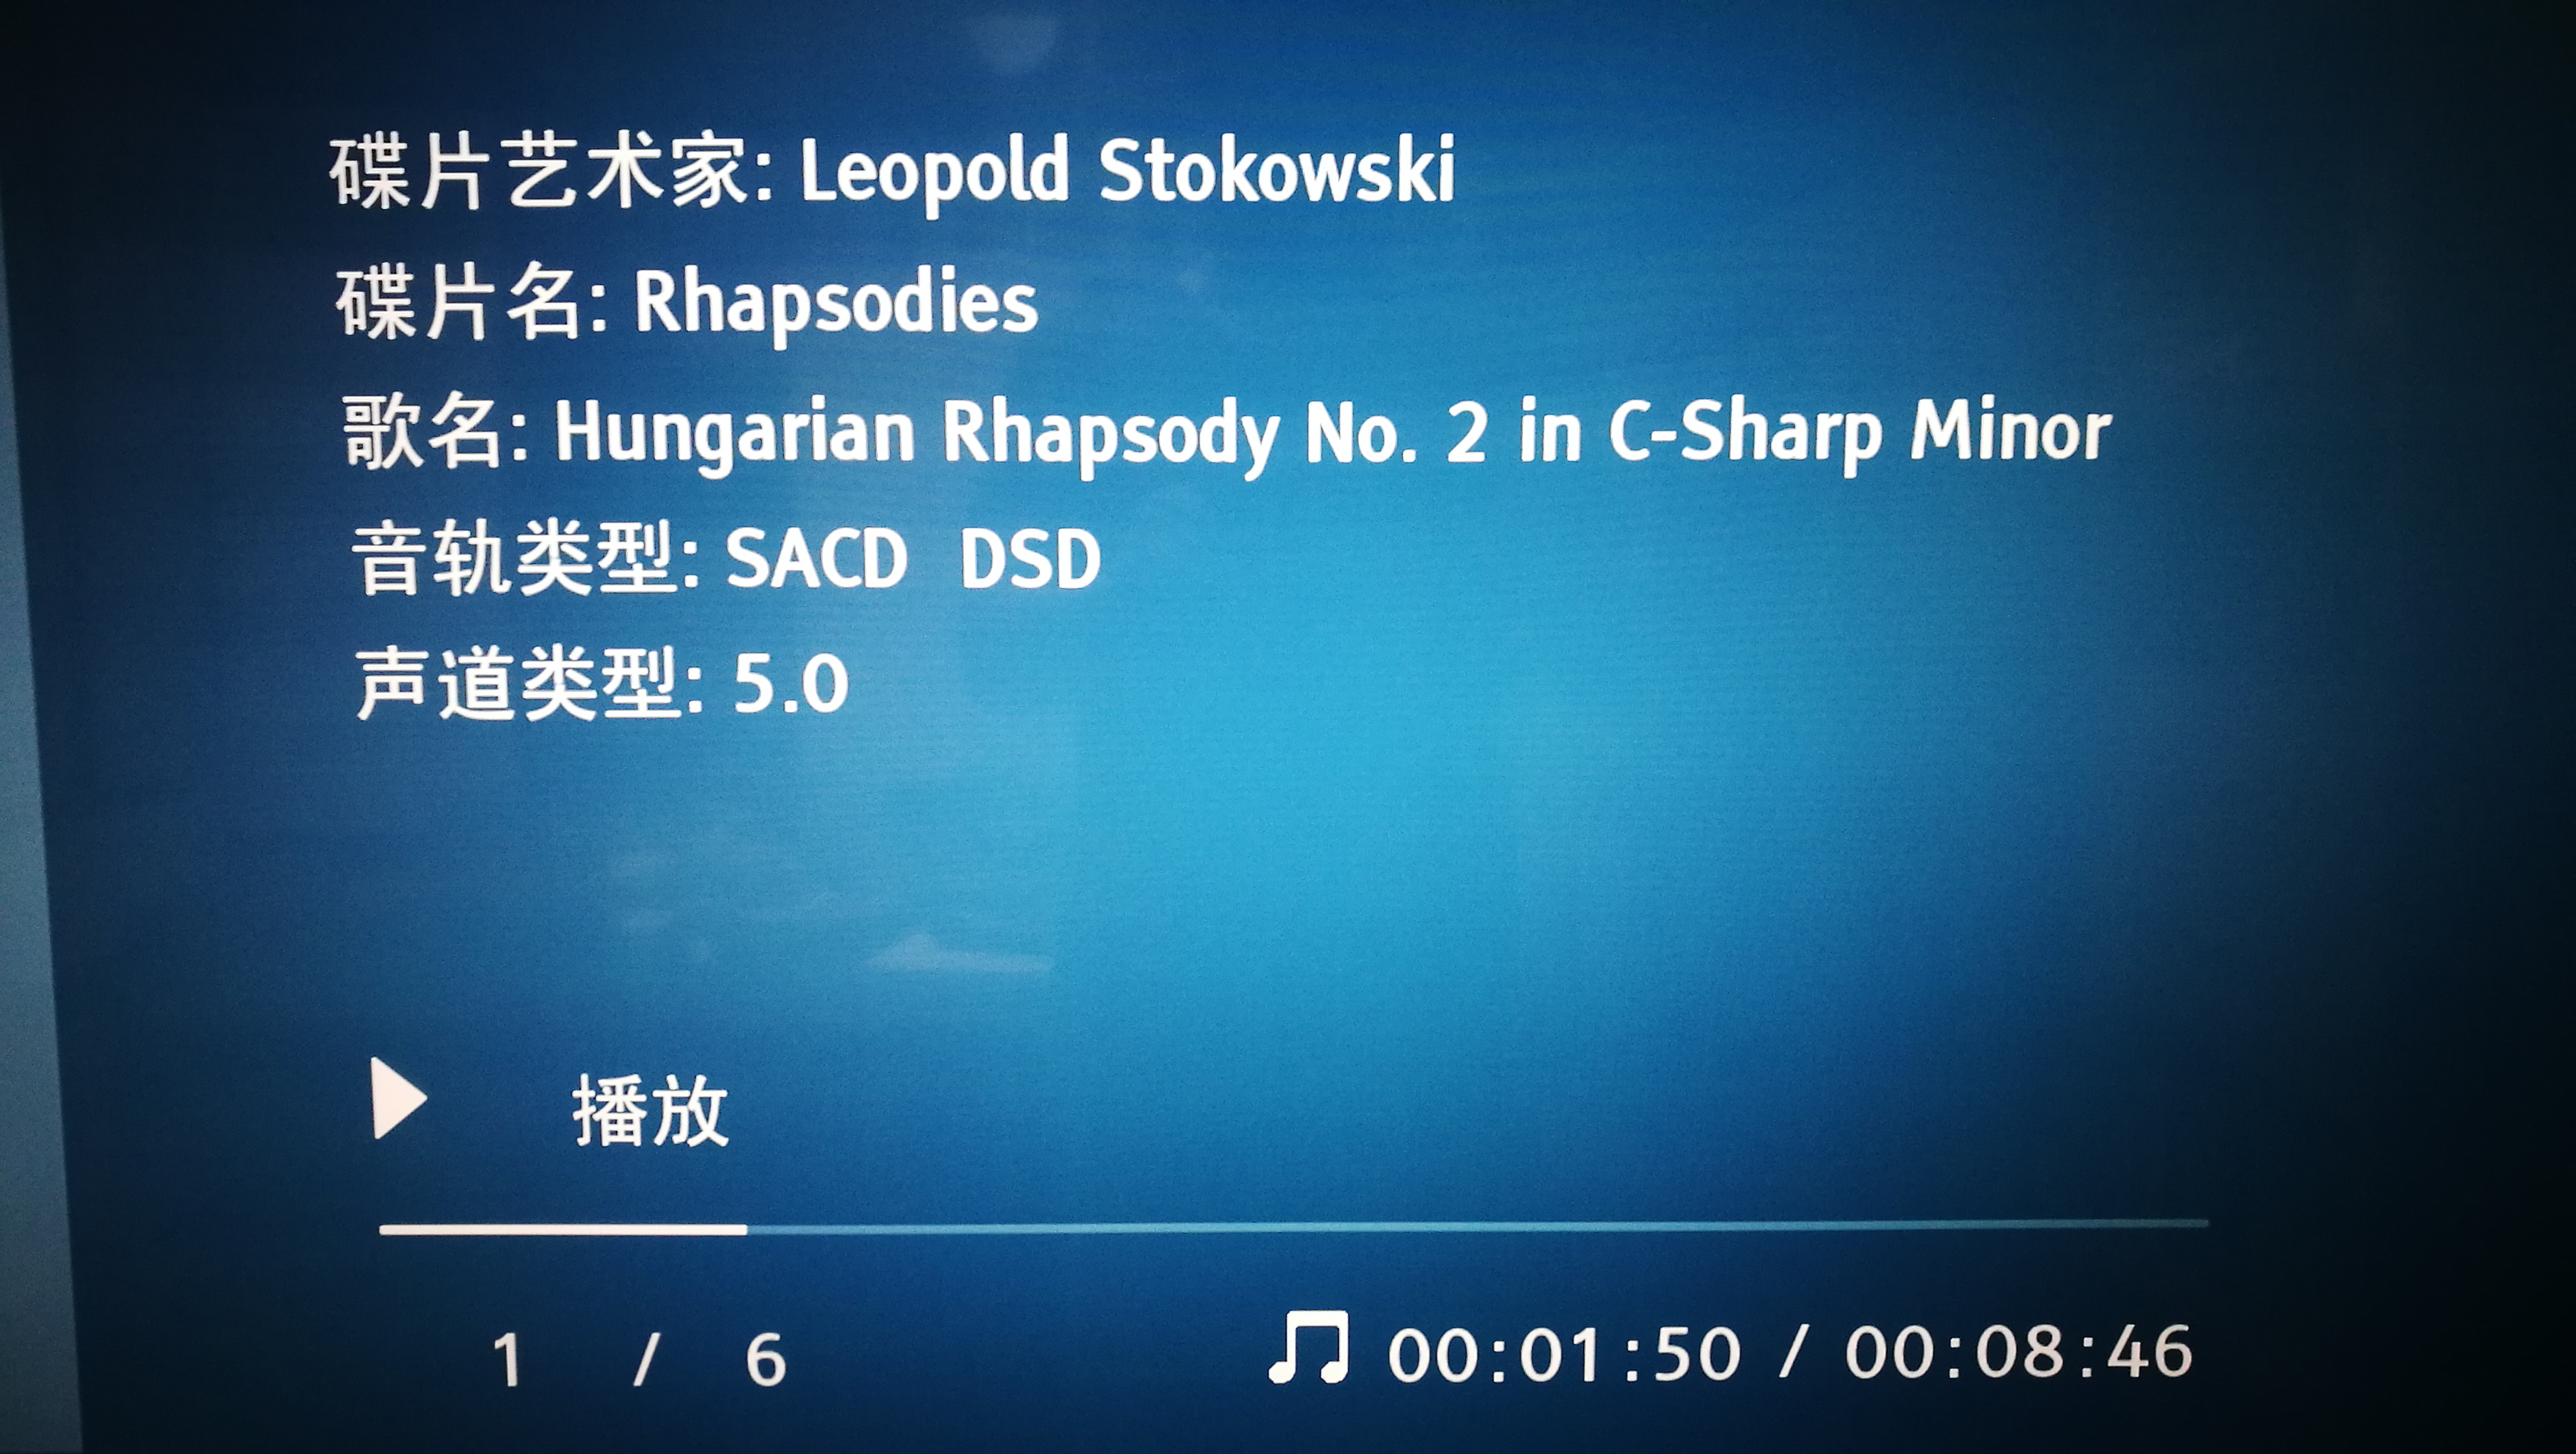 碟片艺术家: Leopold Stokowski
碟片名: Rhapsodies
歌名: Hungarian Rhapsody No. 2 in C-Sharp Minor
音轨类型: SACD DSD
声道类型: 5.0
播放
1 / 6 00:01:50 / 00:08:46